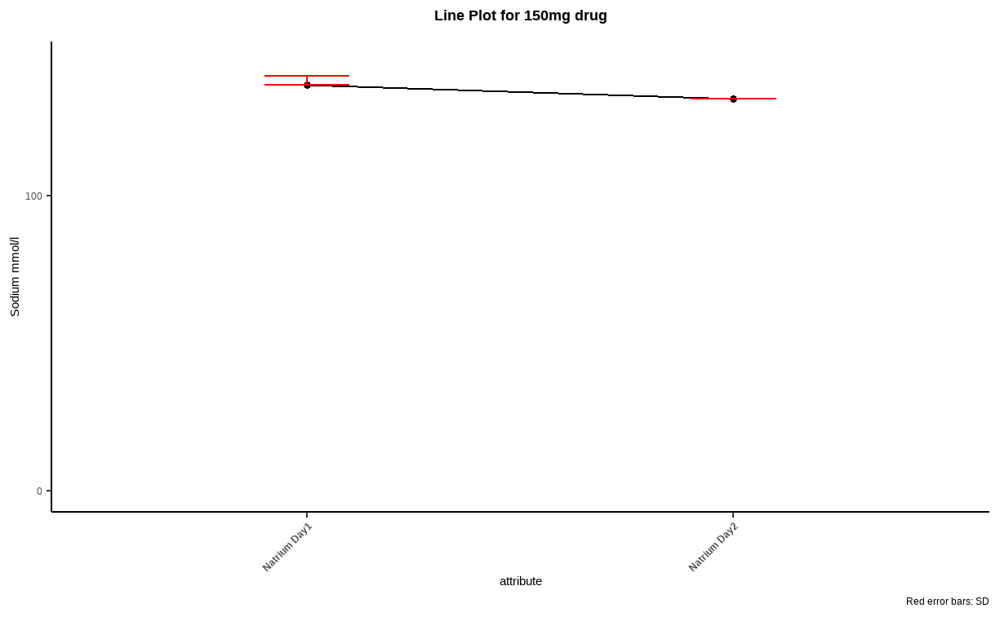 Line Plot for 150mg drug
Sodium mmol/l
100
0
Natrium Day1
Natrium Day2
attribute
Red error bars: SD